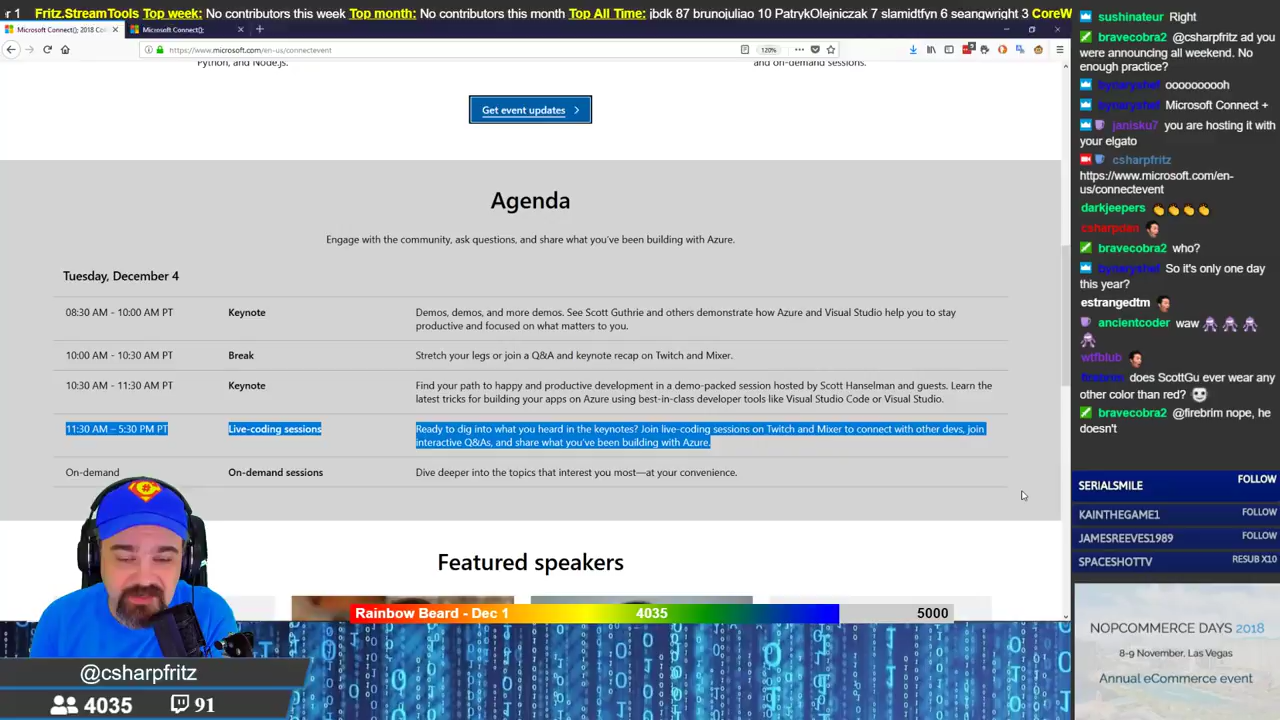 r 1 Fritz.StreamTools Top week: No contributors this week Top month: No contributors this month Top All Time: jbdk 87 brunojuliao 10 PatrykOlejniczak 7 slamidtfyn 6 seangwright 3 CoreW
Microsoft Connect(); 2018 Co
Microsoft Connect();
https://www.microsoft.com/en-us/connectevent
120%
Python, and Node.js.
and on-demand sessions.
Get event updates
Agenda
Engage with the community, ask questions, and share what you've been building with Azure.
Tuesday, December 4
08:30 AM - 10:00 AM PT Keynote Demos, demos, and more demos. See Scott Guthrie and others demonstrate how Azure and Visual Studio help you to stay
productive and focused on what matters to you.
10:00 AM - 10:30 AM PT Break Stretch your legs or join a Q&A and keynote recap on Twitch and Mixer.
10:30 AM - 11:30 AM PT Keynote Find your path to happy and productive development in a demo-packed session hosted by Scott Hanselman and guests. Learn the
latest tricks for building your apps on Azure using best-in-class developer tools like Visual Studio Code or Visual Studio.
11:30 AM – 5:30 PM PT Live-coding sessions Ready to dig into what you heard in the keynotes? Join live-coding sessions on Twitch and Mixer to connect with other devs, join
interactive Q&As, and share what you've been building with Azure.
On-demand On-demand sessions Dive deeper into the topics that interest you most—at your convenience.
Featured speakers
Rainbow Beard - Dec 1 4035 5000
@csharpfritz
4035 91
sushinateur Right
bravecobra2 @csharpfritz ad you
were announcing all weekend. No
enough practice?
bynaryshef ooooooooh
bynaryshef Microsoft Connect +
janisku7 you are hosting it with
your elgato
csharpfritz
https://www.microsoft.com/en-
us/connectevent
darkjeepers
csharpden
bravecobra2 who?
bynaryshef So it's only one day
this year?
estrangedtm
ancientcoder waw
wtfblub
does ScottGu ever wear any
other color than red?
bravecobra2 @firebrim nope, he
doesn't
SERIALSMILE FOLLOW
KAINTHEGAME1 FOLLOW
JAMESREEVES1989 FOLLOW
SPACESHOTTV RESUB X10
NOPCOMMERCE DAYS 2018
8-9 November, Las Vegas
Annual eCommerce event